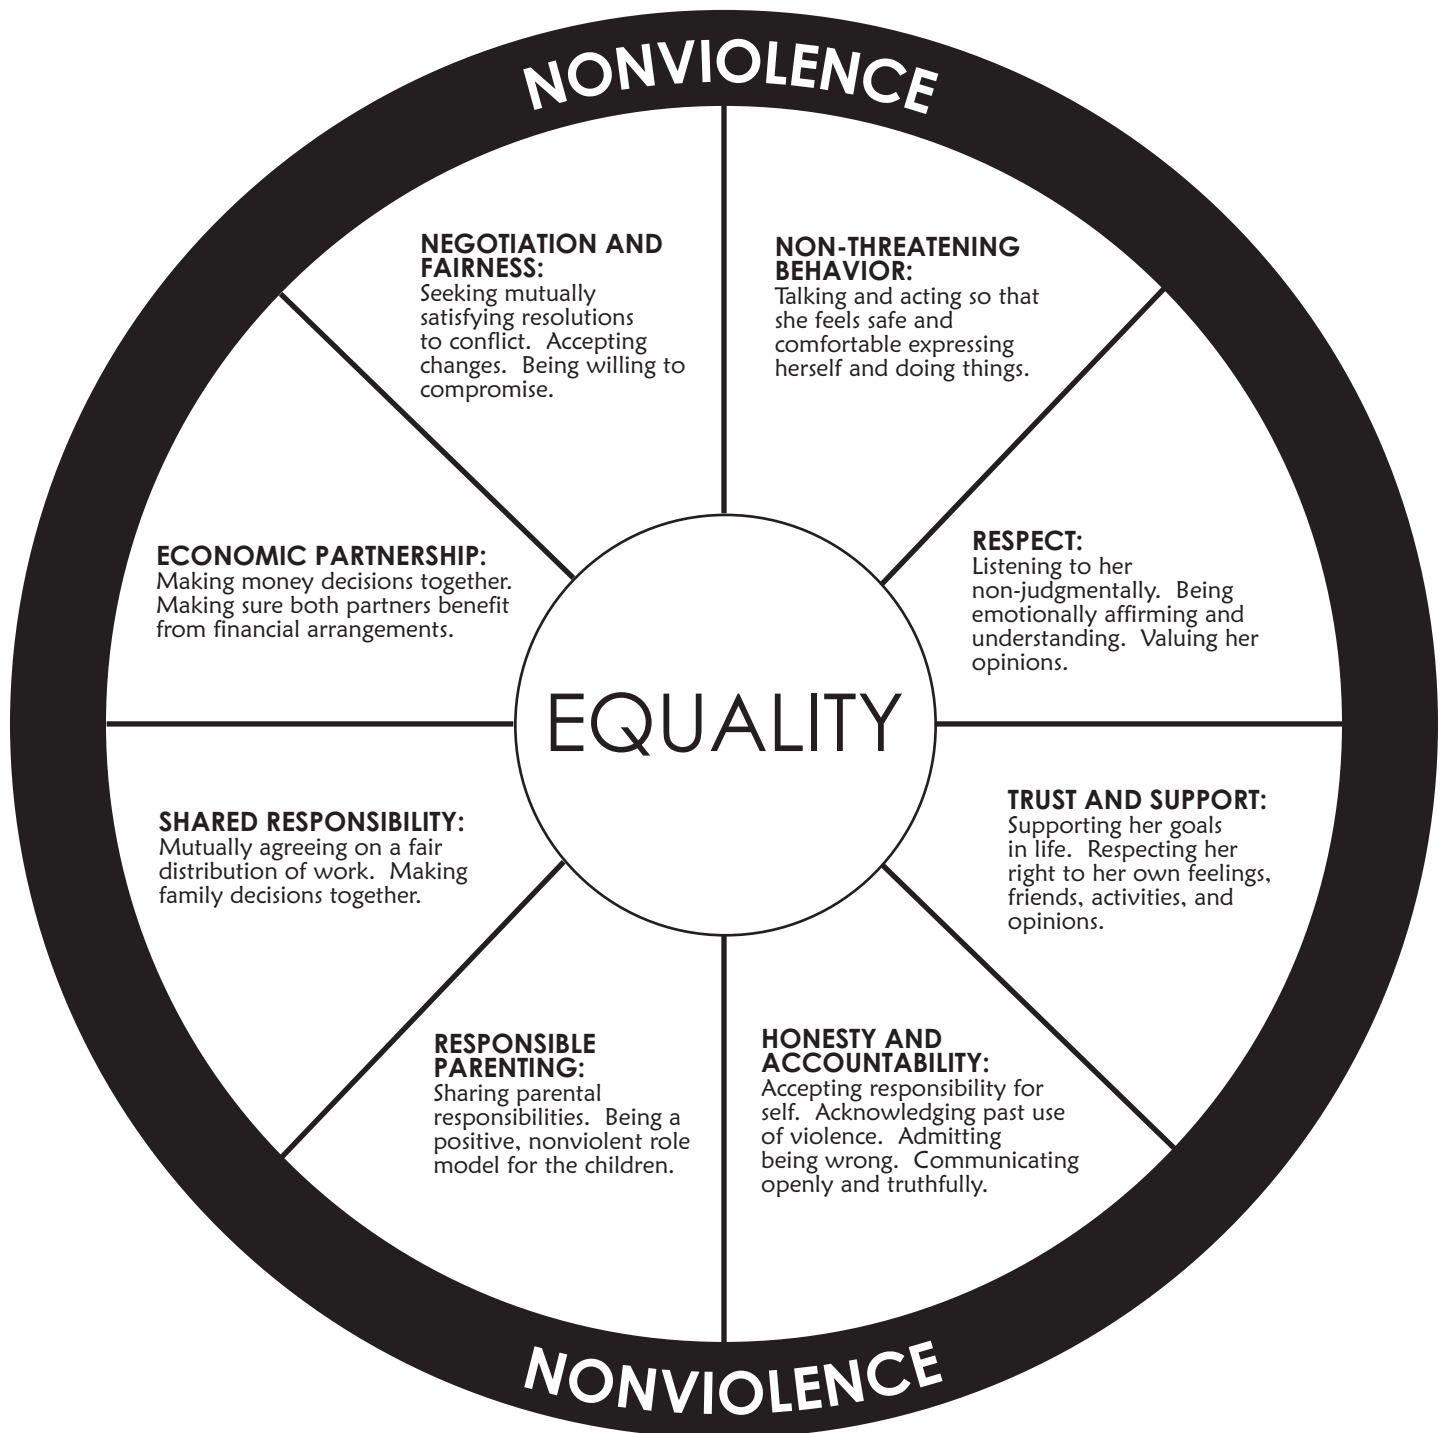 NONVIOLENCE
NEGOTIATION AND
FAIRNESS:
Seeking mutually
satisfying resolutions
to conflict.  Accepting
changes.  Being willing to
compromise.
NON-THREATENING
BEHAVIOR:
Talking and acting so that
she feels safe and
comfortable expressing
herself and doing things.
ECONOMIC PARTNERSHIP:
Making money decisions together.
Making sure both partners benefit
from financial arrangements.
RESPECT:
Listening to her
non-judgmentally.  Being
emotionally affirming and
understanding.  Valuing her
opinions.
EQUALITY
SHARED RESPONSIBILITY:
Mutually agreeing on a fair
distribution of work.  Making
family decisions together.
TRUST AND SUPPORT:
Supporting her goals
in life.  Respecting her
right to her own feelings,
friends, activities, and
opinions.
RESPONSIBLE
PARENTING:
Sharing parental
responsibilities.  Being a
positive, nonviolent role
model for the children.
HONESTY AND
ACCOUNTABILITY:
Accepting responsibility for
self.  Acknowledging past use
of violence.  Admitting
being wrong.  Communicating
openly and truthfully.
NONVIOLENCE